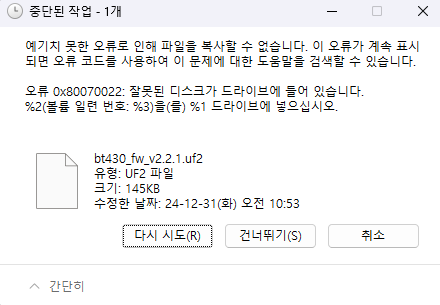 중단된 작업 - 1개
예기치 못한 오류로 인해 파일을 복사할 수 없습니다. 이 오류가 계속 표시
되면 오류 코드를 사용하여 이 문제에 대한 도움말을 검색할 수 있습니다.
오류 0x80070022: 잘못된 디스크가 드라이브에 들어 있습니다.
%2(볼륨 일련 번호: %3)을(를) %1 드라이브에 넣으십시오.
bt430_fw_v2.2.1.uf2
유형: UF2 파일
크기: 145KB
수정한 날짜: 24-12-31(화) 오전 10:53
다시 시도(R) 건너뛰기(S) 취소
간단히